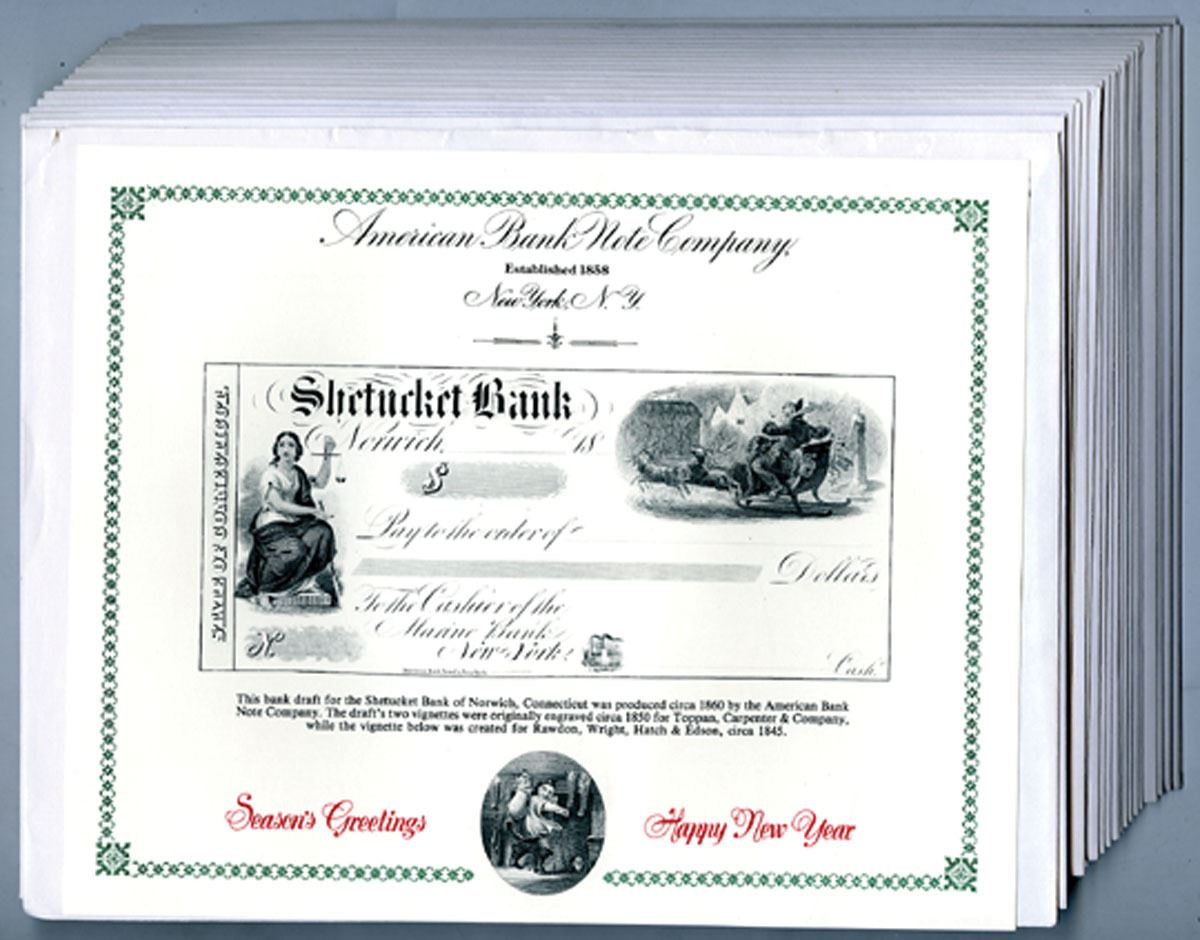 American Bank Note Company,
Established 1858
New York, N. Y.
STATE OF CONNECTICUT.
Shetucket Bank
Norwich, 18
$
Pay to the order of
Dollars
To the Cashier of the
Marine Bank
New York.
N
Cash.
This bank draft for the Shetucket Bank of Norwich, Connecticut was produced circa 1860 by the American Bank
Note Company. The draft's two vignettes were originally engraved circa 1850 for Toppan, Carpenter & Company,
while the vignette below was created for Rawdon, Wright, Hatch & Edson, circa 1845.
Season's Greetings
Happy New Year